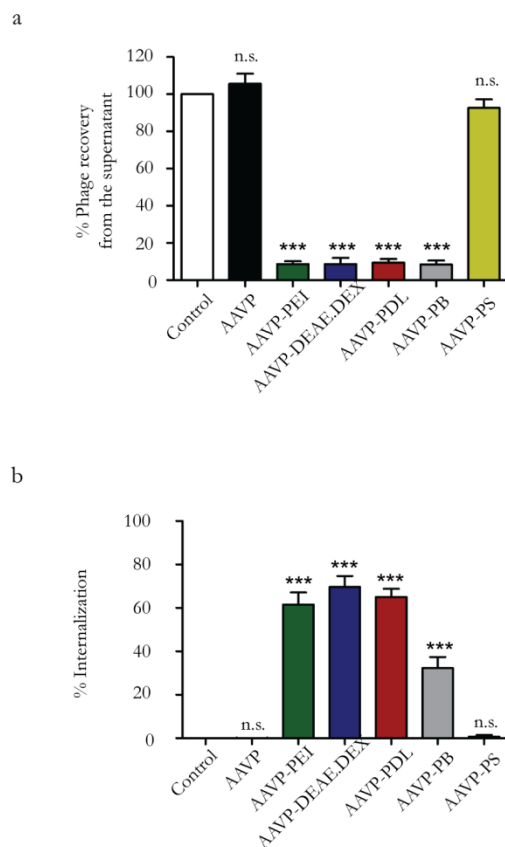 a
% Phage recovery
from the supernatant
120
100
80
60
40
20
0
n.s.
***
***
***
***
n.s.
Control
AAVP
AAVP-PEI
AAVP-DEAE.DEX
AAVP-PDL
AAVP-PB
AAVP-PS
b
% Internalization
100
80
60
40
20
0
n.s.
***
***
***
***
n.s.
Control
AAVP
AAVP-PEI
AAVP-DEAE.DEX
AAVP-PDL
AAVP-PB
AAVP-PS